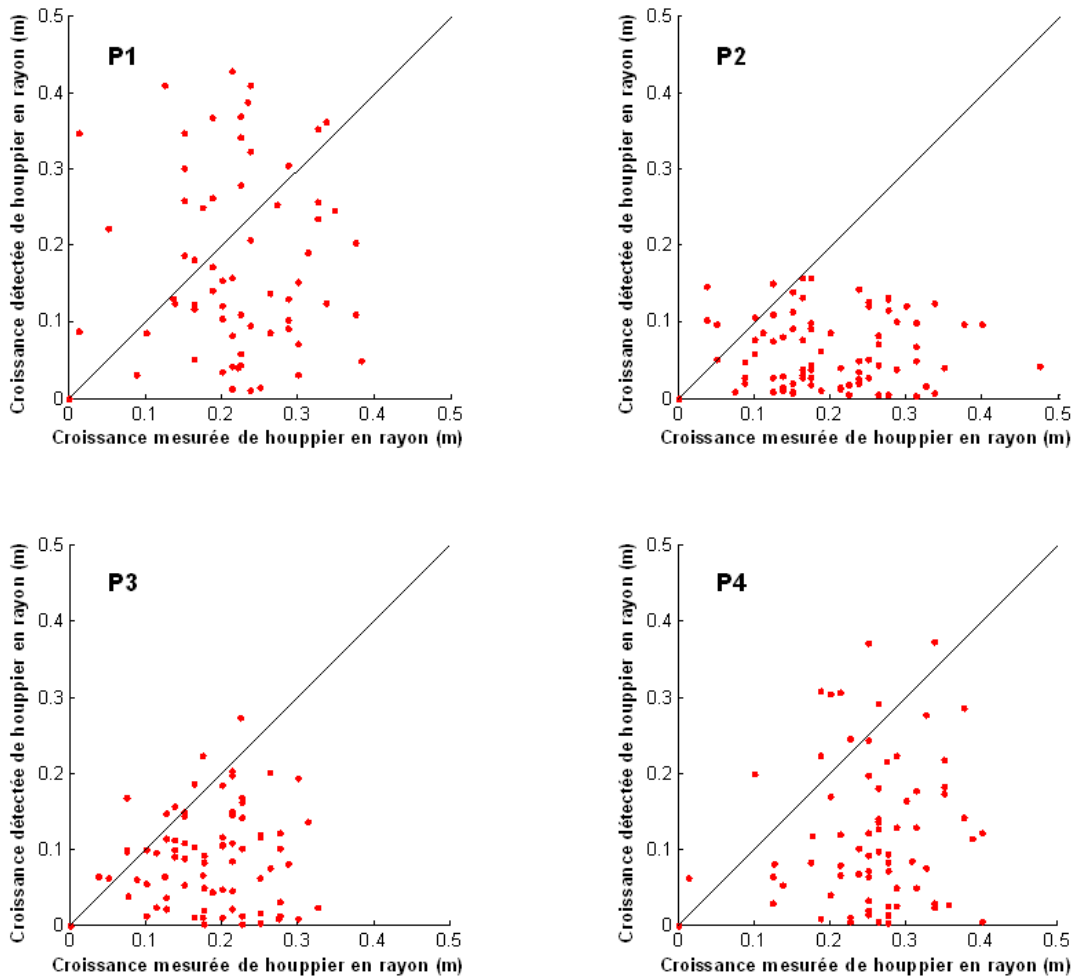 0.5
0.4
0.3
0.2
0.1
0
Croissance détectée de houppier en rayon (m)
P1
0 0.1 0.2 0.3 0.4 0.5
Croissance mesurée de houppier en rayon (m)
0.5
0.4
0.3
0.2
0.1
0
Croissance détectée de houppier en rayon (m)
P2
0 0.1 0.2 0.3 0.4 0.5
Croissance mesurée de houppier en rayon (m)
0.5
0.4
0.3
0.2
0.1
0
Croissance détectée de houppier en rayon (m)
P3
0 0.1 0.2 0.3 0.4 0.5
Croissance mesurée de houppier en rayon (m)
0.5
0.4
0.3
0.2
0.1
0
Croissance détectée de houppier en rayon (m)
P4
0 0.1 0.2 0.3 0.4 0.5
Croissance mesurée de houppier en rayon (m)